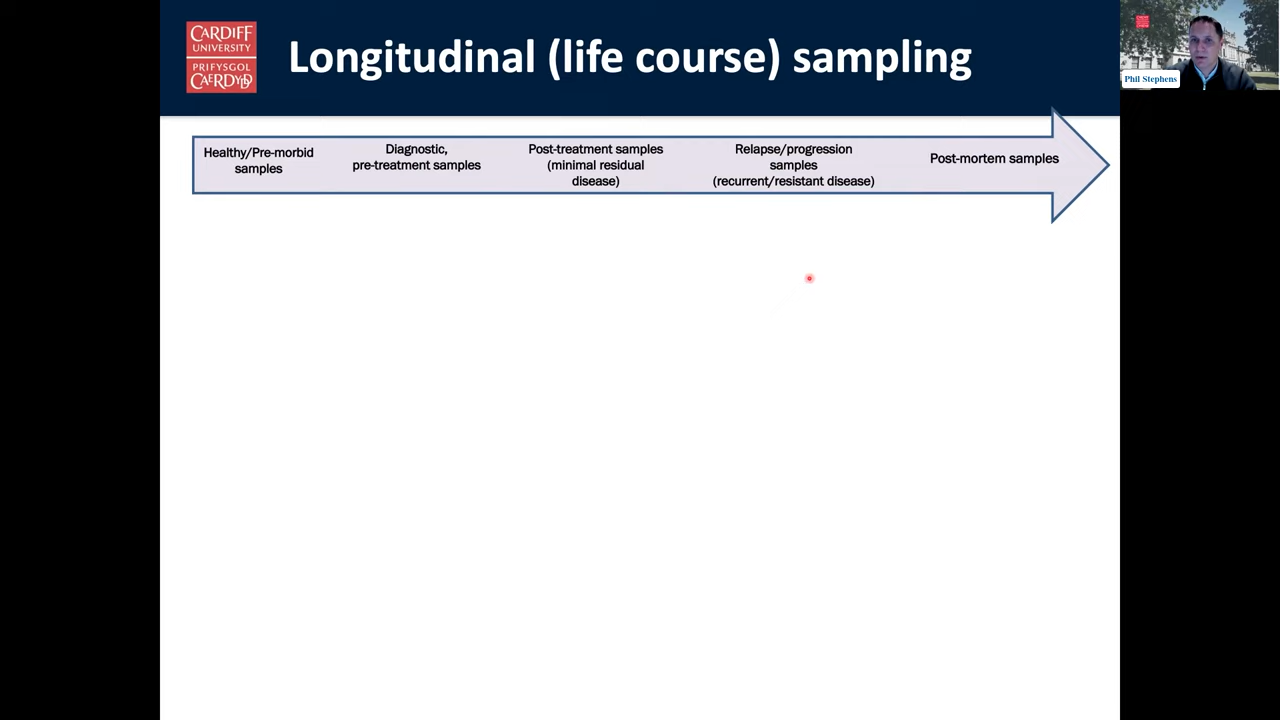 CARDIFF
UNIVERSITY
PRIFYSGOL
CAERDYDD
Longitudinal (life course) sampling
Phil Stephens
Healthy/Pre-morbid
samples
Diagnostic,
pre-treatment samples
Post-treatment samples
(minimal residual
disease)
Relapse/progression
samples
(recurrent/resistant disease)
Post-mortem samples